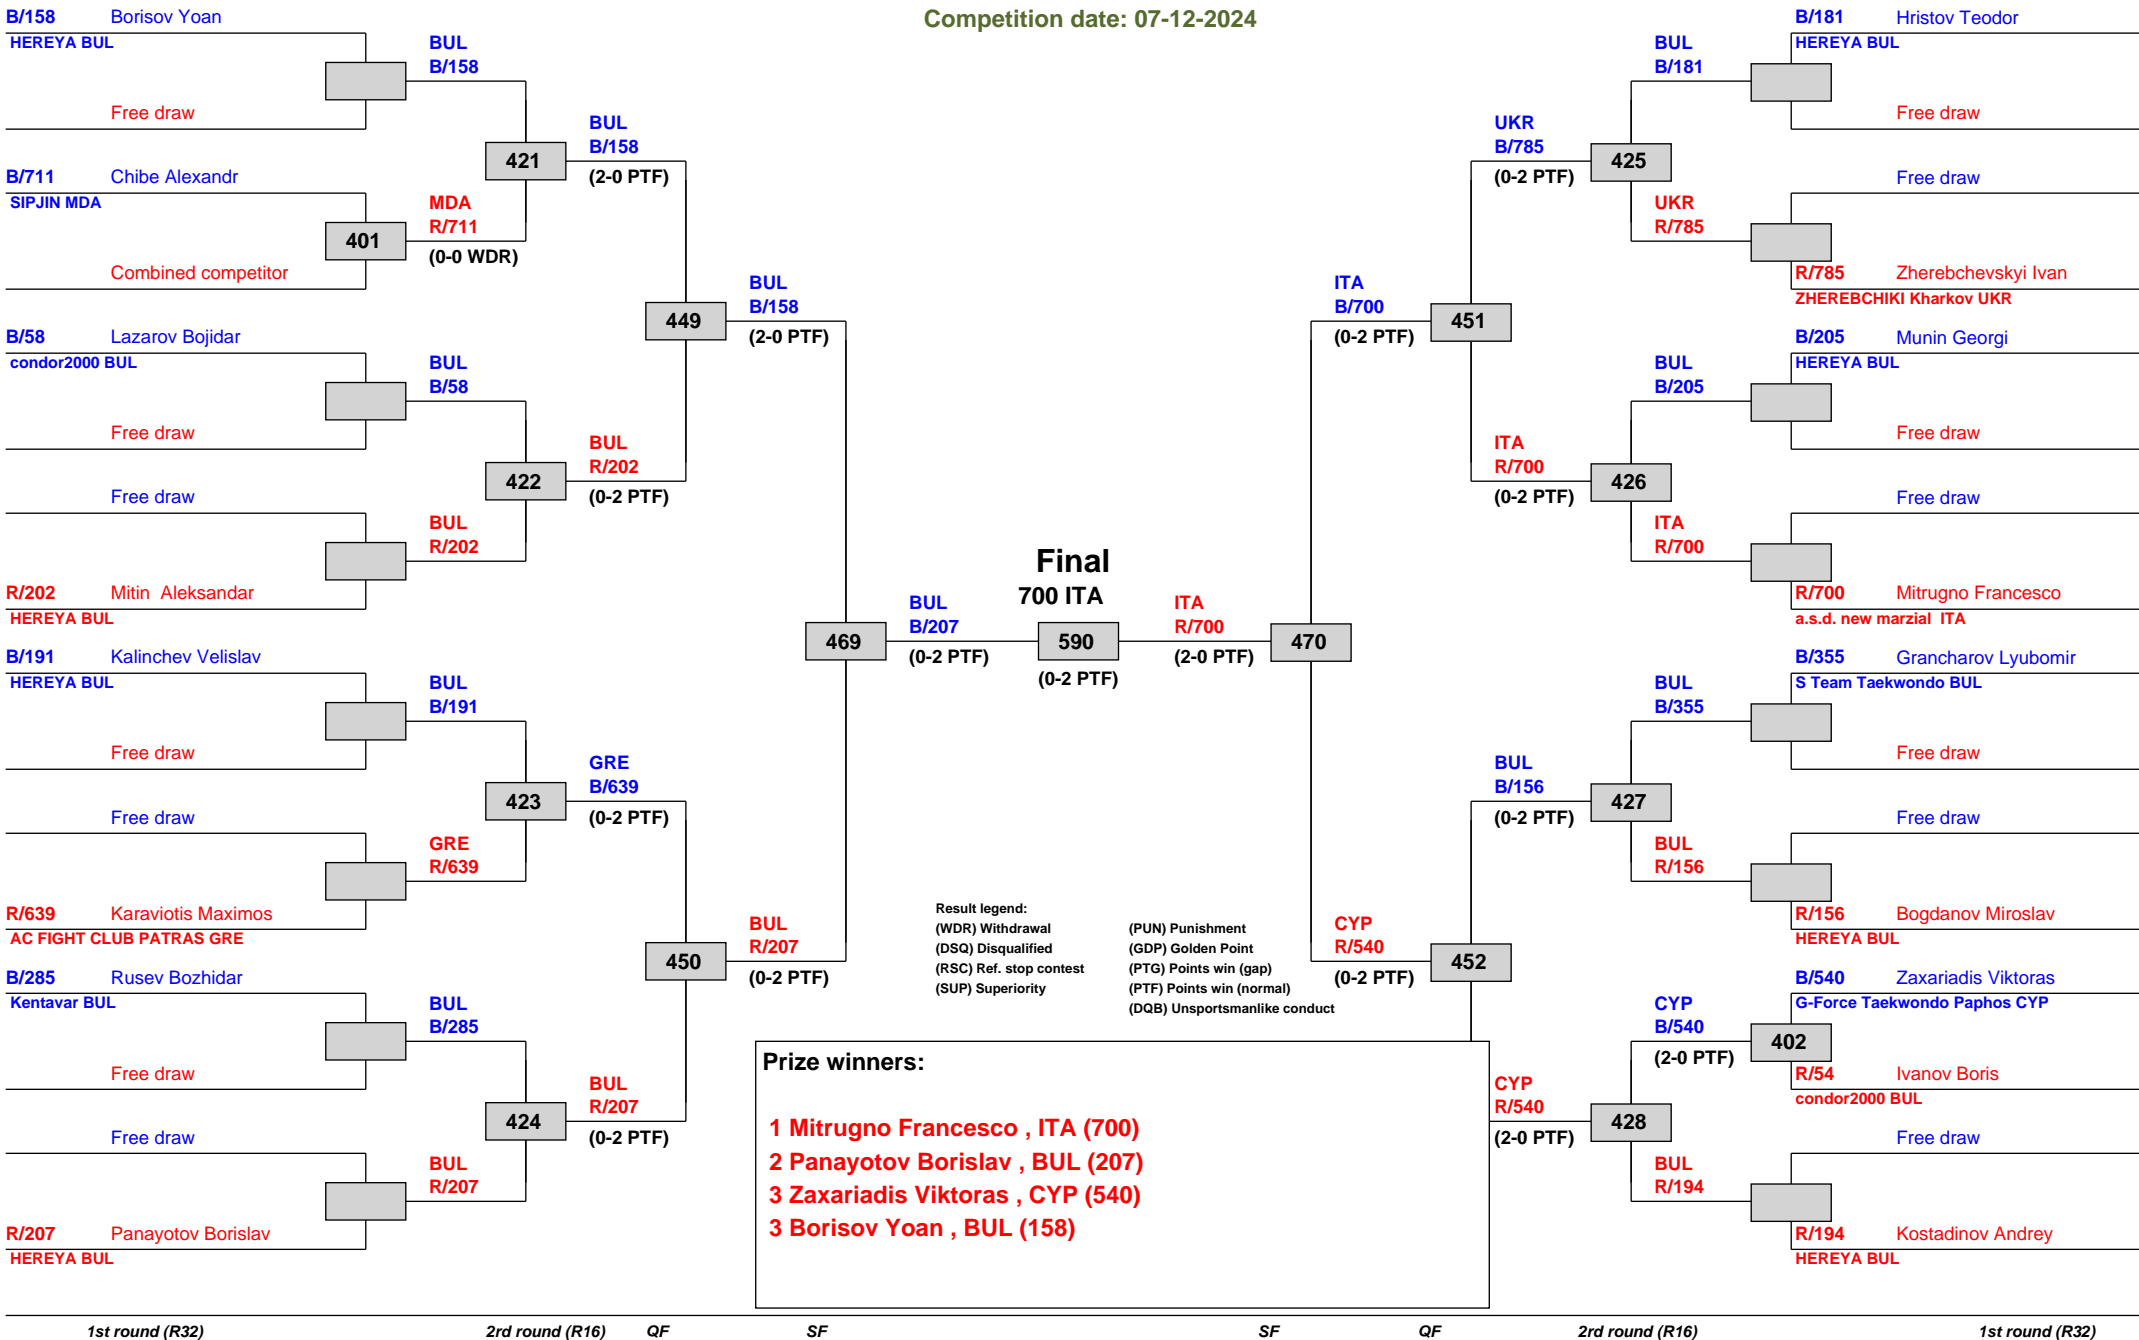 Competition date: 07-12-2024
B/158 Borisov Yoan
HEREYA BUL
Free draw
B/711 Chibe Alexandr
SIPJIN MDA
401
Combined competitor
B/58 Lazarov Bojidar
condor2000 BUL
Free draw
Free draw
R/202 Mitin  Aleksandar
HEREYA BUL
B/191 Kalinchev Velislav
HEREYA BUL
Free draw
Free draw
R/639 Karaviotis Maximos
AC FIGHT CLUB PATRAS GRE
B/285 Rusev Bozhidar
Kentavar BUL
Free draw
Free draw
R/207 Panayotov Borislav
HEREYA BUL
BUL
B/158
MDA
R/711
(0-0 WDR)
BUL
B/58
BUL
R/202
BUL
B/191
GRE
R/639
BUL
B/285
BUL
R/207
421
422
423
424
BUL
B/158
(2-0 PTF)
BUL
R/202
(0-2 PTF)
GRE
B/639
(0-2 PTF)
BUL
R/207
(0-2 PTF)
449
450
BUL
B/158
(2-0 PTF)
BUL
R/207
(0-2 PTF)
469
BUL
B/207
(0-2 PTF)
Final
700 ITA
590
(0-2 PTF)
ITA
R/700
(2-0 PTF)
470
ITA
B/700
(0-2 PTF)
CYP
R/540
(0-2 PTF)
451
452
UKR
B/785
(0-2 PTF)
ITA
R/700
(0-2 PTF)
BUL
B/156
(0-2 PTF)
CYP
R/540
(2-0 PTF)
425
426
427
428
BUL
B/181
UKR
R/785
BUL
B/205
ITA
R/700
BUL
B/355
BUL
R/156
CYP
B/540
(2-0 PTF)
BUL
R/194
B/181 Hristov Teodor
HEREYA BUL
Free draw
Free draw
R/785 Zherebchevskyi Ivan
ZHEREBCHIKI Kharkov UKR
B/205 Munin Georgi
HEREYA BUL
Free draw
Free draw
R/700 Mitrugno Francesco
a.s.d. new marzial  ITA
B/355 Grancharov Lyubomir
S Team Taekwondo BUL
Free draw
Free draw
R/156 Bogdanov Miroslav
HEREYA BUL
B/540 Zaxariadis Viktoras
G-Force Taekwondo Paphos CYP
402
R/54 Ivanov Boris
condor2000 BUL
Free draw
R/194 Kostadinov Andrey
HEREYA BUL
Result legend:
(WDR) Withdrawal (PUN) Punishment
(DSQ) Disqualified (GDP) Golden Point
(RSC) Ref. stop contest (PTG) Points win (gap)
(SUP) Superiority (PTF) Points win (normal)
(DQB) Unsportsmanlike conduct
Prize winners:
1 Mitrugno Francesco , ITA (700)
2 Panayotov Borislav , BUL (207)
3 Zaxariadis Viktoras , CYP (540)
3 Borisov Yoan , BUL (158)
1st round (R32) 2rd round (R16) QF SF SF QF 2rd round (R16) 1st round (R32)